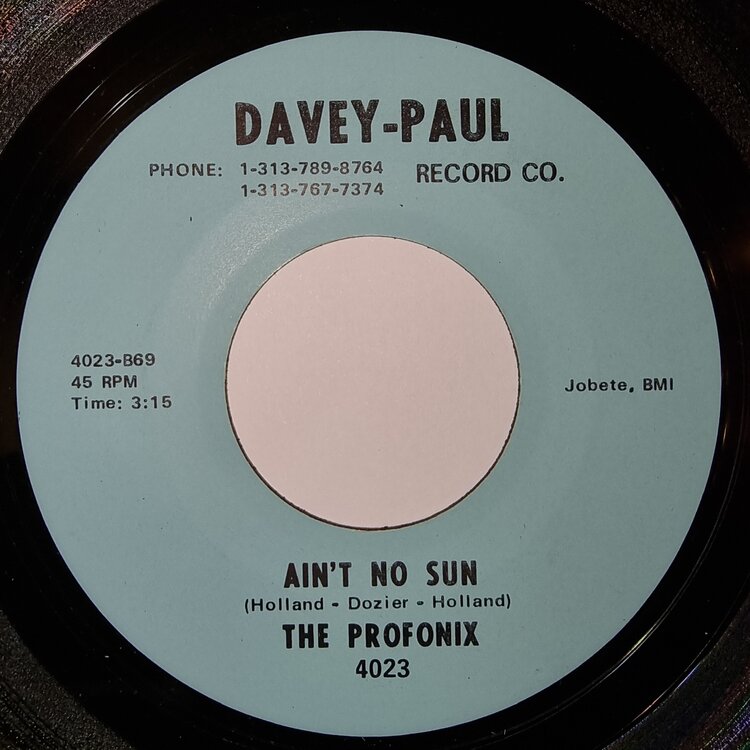 DAVEY-PAUL
PHONE: 1-313-789-8764 RECORD CO.
1-313-767-7374
4023-B69
45 RPM
Time: 3:15
Jobete, BMI
AIN'T NO SUN
(Holland - Dozier - Holland)
THE PROFONIX
4023